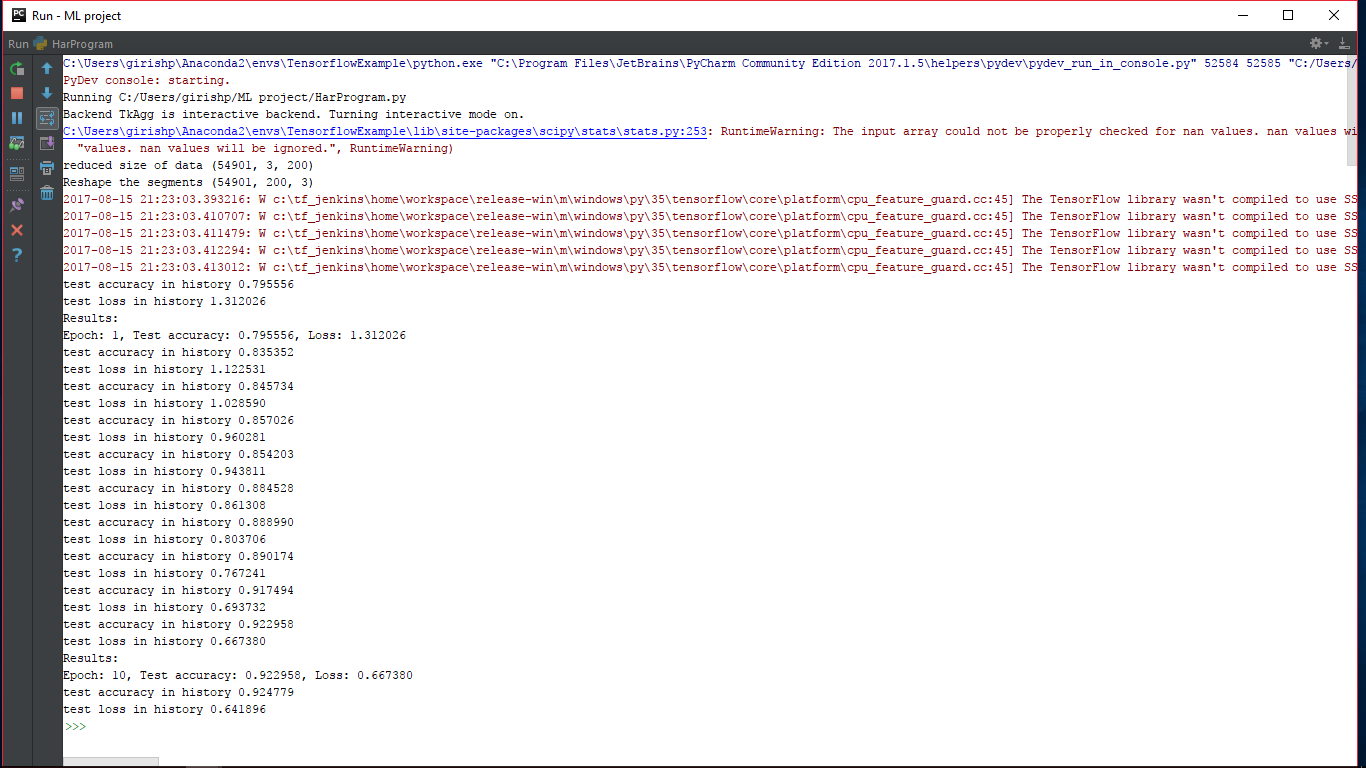 Run - ML project
Run HarProgram
C:\Users\girishp\Anaconda2\envs\TensorflowExample\python.exe "C:\Program Files\JetBrains\PyCharm Community Edition 2017.1.5\helpers\pydev\pydev_run_in_console.py" 52584 52585 "C:/Users/
PyDev console: starting.
Running C:/Users/girishp/ML project/HarProgram.py
Backend TkAgg is interactive backend. Turning interactive mode on.
C:\Users\girishp\Anaconda2\envs\TensorflowExample\lib\site-packages\scipy\stats\stats.py:253: RuntimeWarning: The input array could not be properly checked for nan values. nan values wi
"values. nan values will be ignored.", RuntimeWarning)
reduced size of data (54901, 3, 200)
Reshape the segments (54901, 200, 3)
2017-08-15 21:23:03.393216: W c:\tf_jenkins\home\workspace\release-win\m\windows\py\35\tensorflow\core\platform\cpu_feature_guard.cc:45] The TensorFlow library wasn't compiled to use SS
2017-08-15 21:23:03.410707: W c:\tf_jenkins\home\workspace\release-win\m\windows\py\35\tensorflow\core\platform\cpu_feature_guard.cc:45] The TensorFlow library wasn't compiled to use SS
2017-08-15 21:23:03.411479: W c:\tf_jenkins\home\workspace\release-win\m\windows\py\35\tensorflow\core\platform\cpu_feature_guard.cc:45] The TensorFlow library wasn't compiled to use SS
2017-08-15 21:23:03.412294: W c:\tf_jenkins\home\workspace\release-win\m\windows\py\35\tensorflow\core\platform\cpu_feature_guard.cc:45] The TensorFlow library wasn't compiled to use SS
2017-08-15 21:23:03.413012: W c:\tf_jenkins\home\workspace\release-win\m\windows\py\35\tensorflow\core\platform\cpu_feature_guard.cc:45] The TensorFlow library wasn't compiled to use SS
test accuracy in history 0.795556
test loss in history 1.312026
Results:
Epoch: 1, Test accuracy: 0.795556, Loss: 1.312026
test accuracy in history 0.835352
test loss in history 1.122531
test accuracy in history 0.845734
test loss in history 1.028590
test accuracy in history 0.857026
test loss in history 0.960281
test accuracy in history 0.854203
test loss in history 0.943811
test accuracy in history 0.884528
test loss in history 0.861308
test accuracy in history 0.888990
test loss in history 0.803706
test accuracy in history 0.890174
test loss in history 0.767241
test accuracy in history 0.917494
test loss in history 0.693732
test accuracy in history 0.922958
test loss in history 0.667380
Results:
Epoch: 10, Test accuracy: 0.922958, Loss: 0.667380
test accuracy in history 0.924779
test loss in history 0.641896
>>>